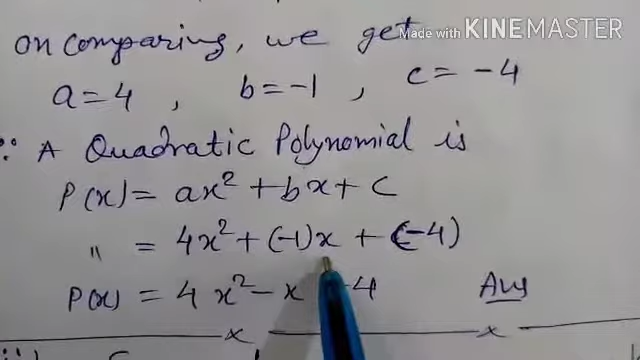 Made with KINEMASTER
on comparing, we get
a = 4 , b = -1 , c = -4
∵ A Quadratic Polynomial is
P(x) = ax² + bx + c
" = 4x² + (-1)x + (-4)
P(x) = 4x² - x -4 Ans
x x